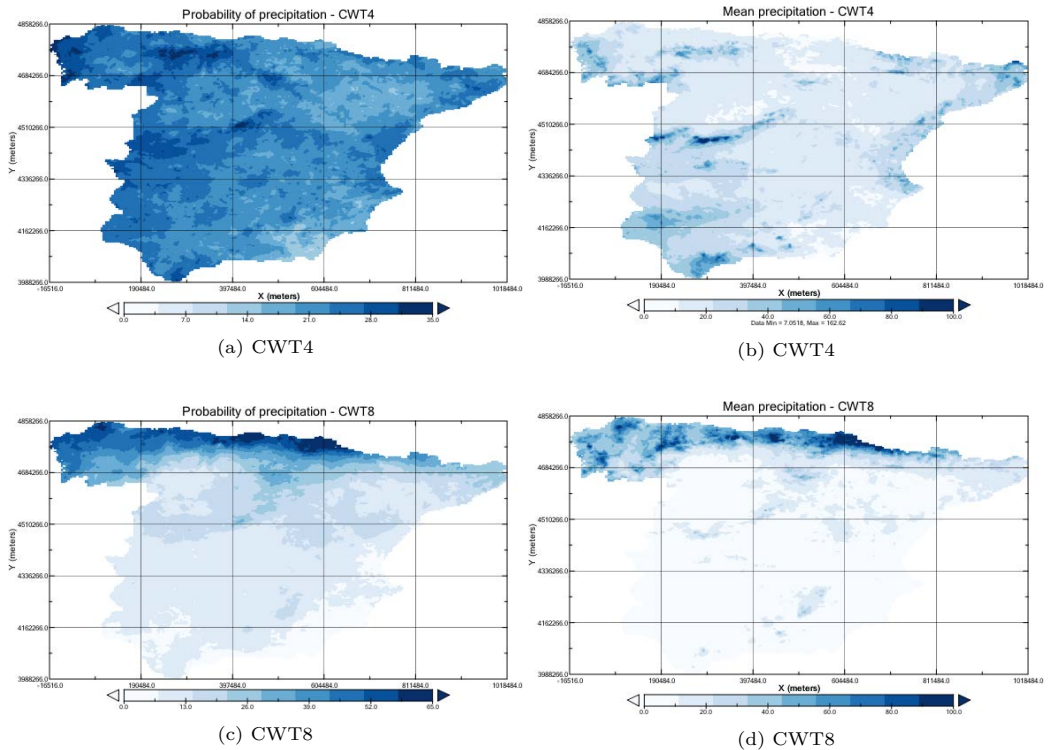 Probability of precipitation - CWT4
4858266.0
4684266.0
4510266.0
4336266.0
4162266.0
3988266.0
Y (meters)
-16516.0 190484.0 397484.0 604484.0 811484.0 1018484.0
X (meters)
0.0 7.0 14.0 21.0 28.0 35.0
(a) CWT4
Mean precipitation - CWT4
4858266.0
4684266.0
4510266.0
4336266.0
4162266.0
3988266.0
Y (meters)
-16516.0 190484.0 397484.0 604484.0 811484.0 1018484.0
X (meters)
0.0 20.0 40.0 60.0 80.0 100.0
Data Min = 7.0518, Max = 162.62
(b) CWT4
Probability of precipitation - CWT8
4858266.0
4684266.0
4510266.0
4336266.0
4162266.0
3988266.0
Y (meters)
-16516.0 190484.0 397484.0 604484.0 811484.0 1018484.0
0.0 13.0 26.0 39.0 52.0 65.0
(c) CWT8
Mean precipitation - CWT8
4858266.0
4684266.0
4510266.0
4336266.0
4162266.0
3988266.0
Y (meters)
-16516.0 190484.0 397484.0 604484.0 811484.0 1018484.0
X (meters)
0.0 20.0 40.0 60.0 80.0 100.0
(d) CWT8